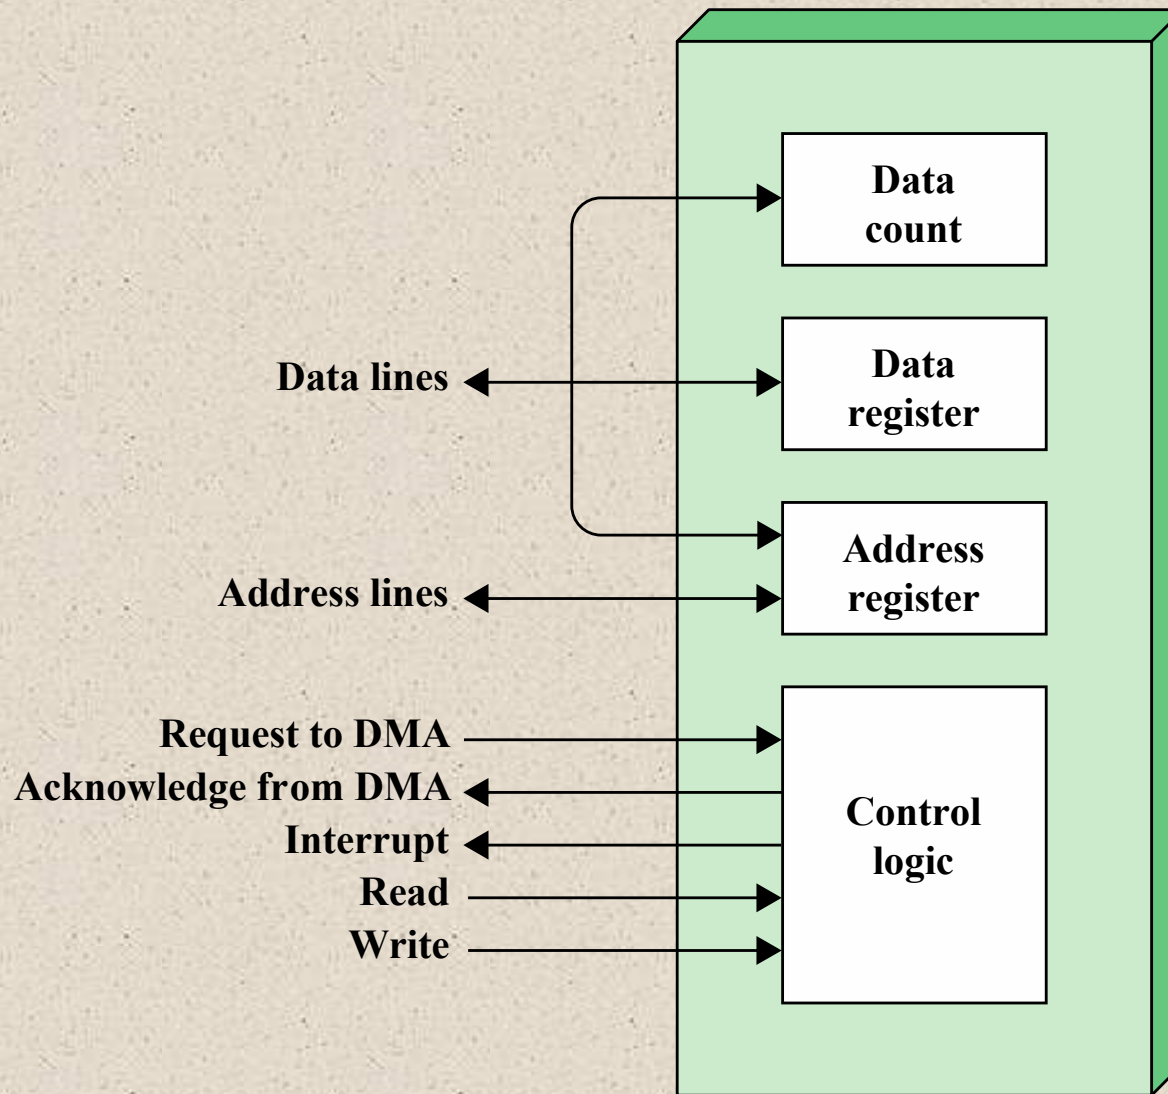 Data
count
Data lines
Data
register
Address
register
Address lines
Request to DMA
Acknowledge from DMA
Interrupt
Read
Write
Control
logic